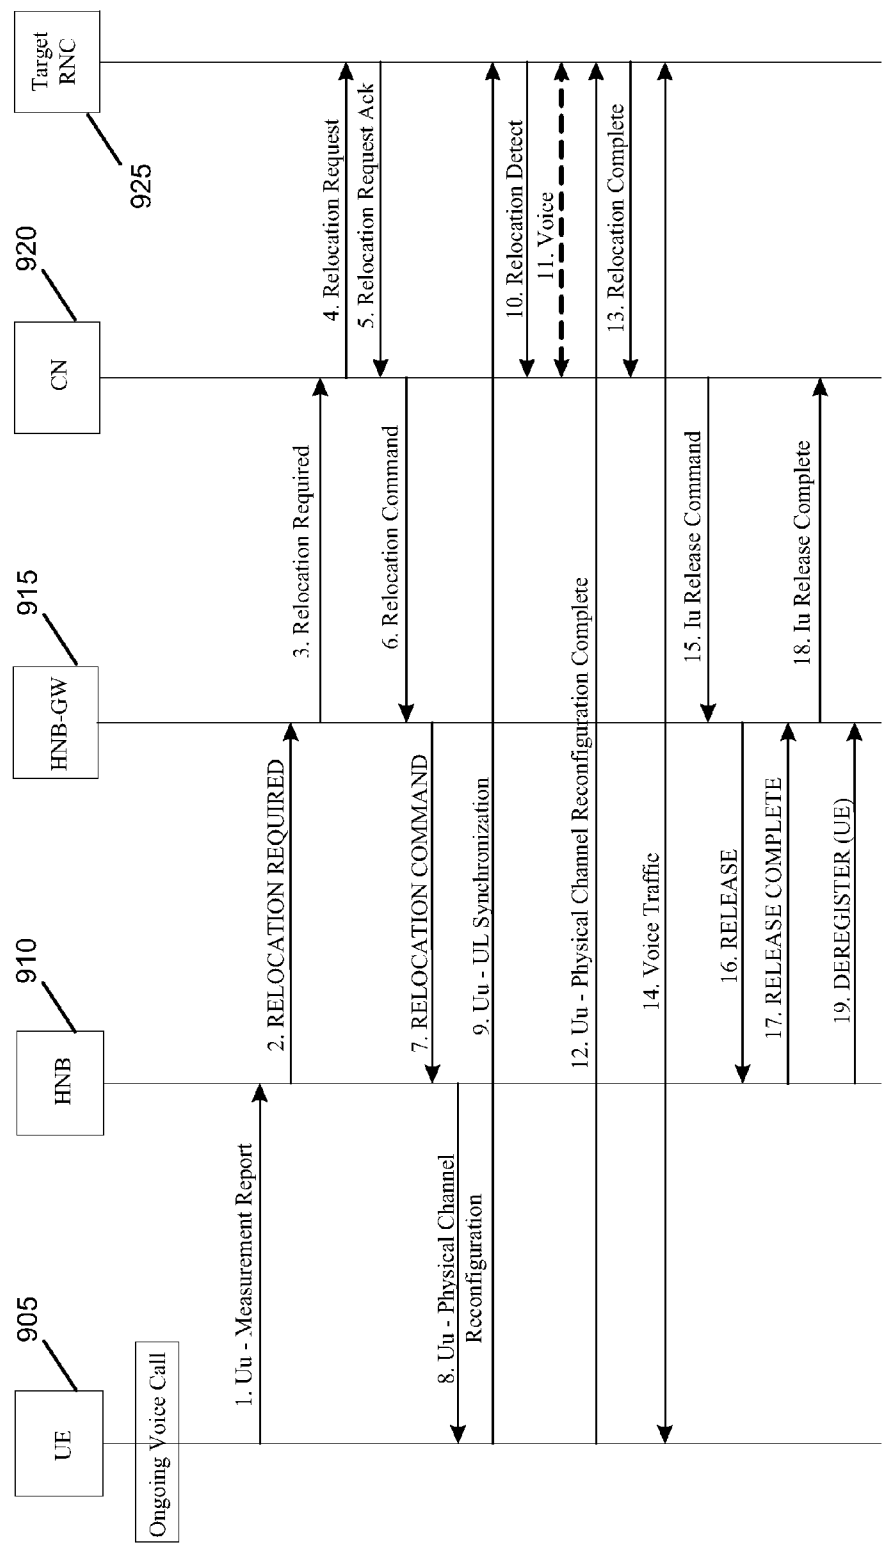 905
910
915
920
925
UE
HNB
HNB-GW
CN
Target
RNC
Ongoing Voice Call
1. Uu - Measurement Report
2. RELOCATION REQUIRED
3. Relocation Required
4. Relocation Request
5. Relocation Request Ack
6. Relocation Command
7. RELOCATION COMMAND
8. Uu - Physical Channel
Reconfiguration
9. Uu - UL Synchronization
10. Relocation Detect
11. Voice
12. Uu - Physical Channel Reconfiguration Complete
13. Relocation Complete
14. Voice Traffic
15. Iu Release Command
16. RELEASE
17. RELEASE COMPLETE
18. Iu Release Complete
19. DEREGISTER (UE)